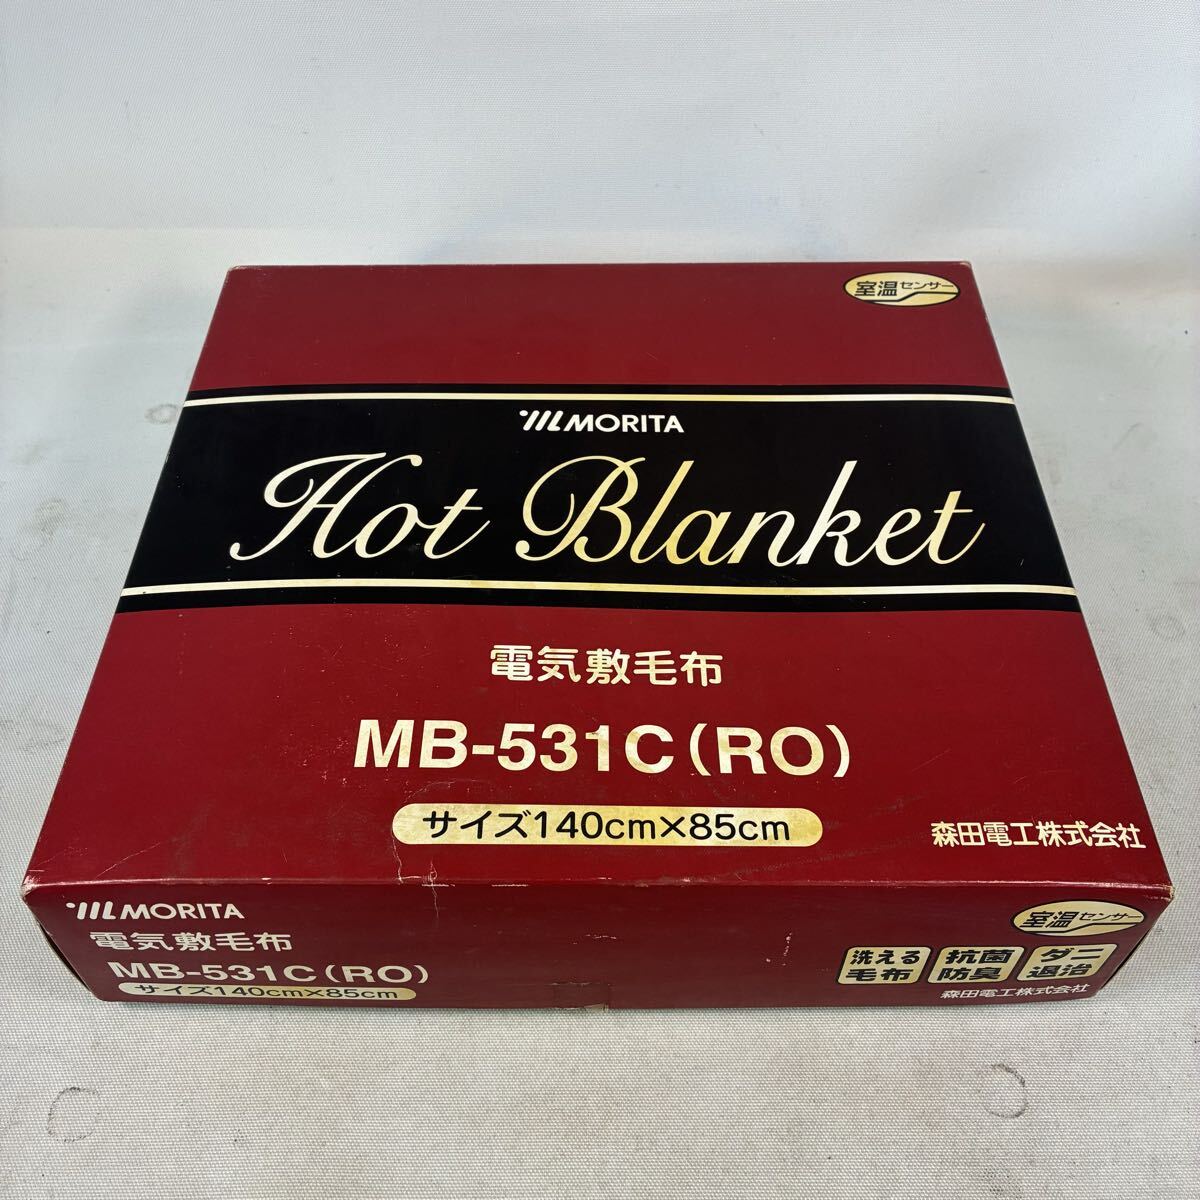 室温センサー
MORITA
Hot Blanket
電気敷毛布
MB-531C(RO)
サイズ140cm×85cm
森田電工株式会社
MORITA
電気敷毛布
MB-531C(RO)
サイズ140cm×85cm
室温センサー
洗える
毛布
抗菌
防臭
ダニ
退治
森田電工株式会社